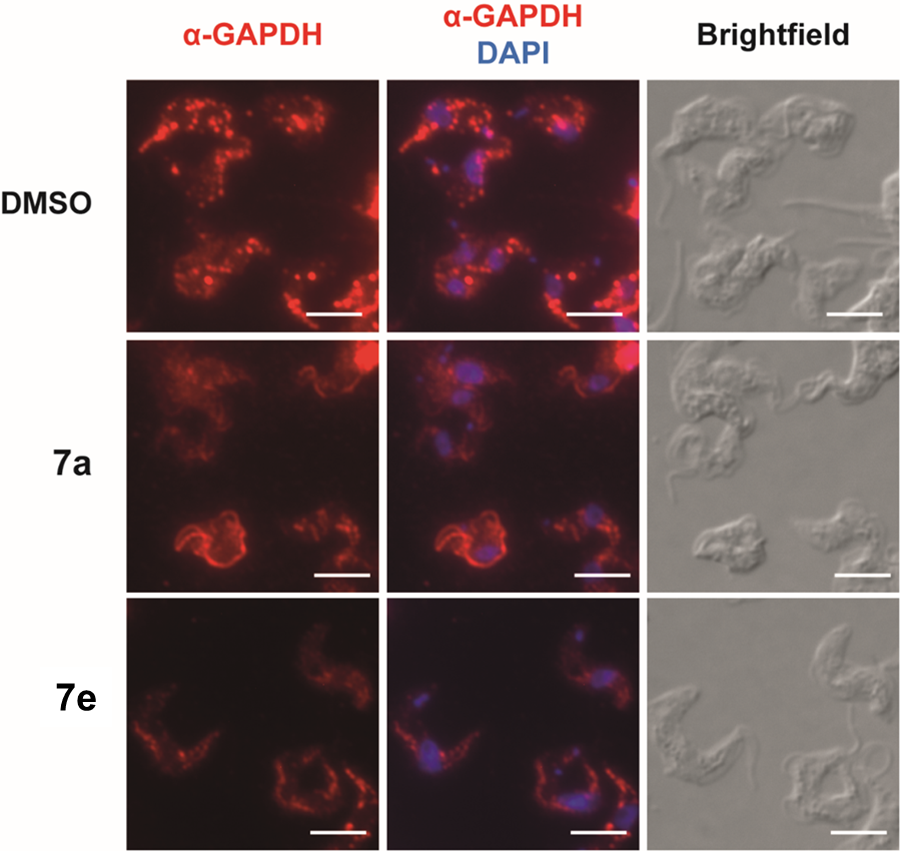 α-GAPDH
α-GAPDH
DAPI
Brightfield
DMSO
7a
7e